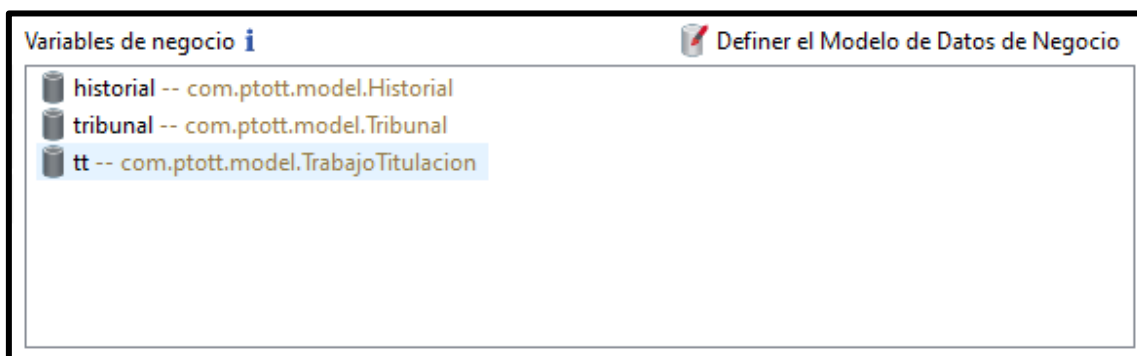 Variables de negocio i
Definer el Modelo de Datos de Negocio
historial -- com.ptott.model.Historial
tribunal -- com.ptott.model.Tribunal
tt -- com.ptott.model.TrabajoTitulacion